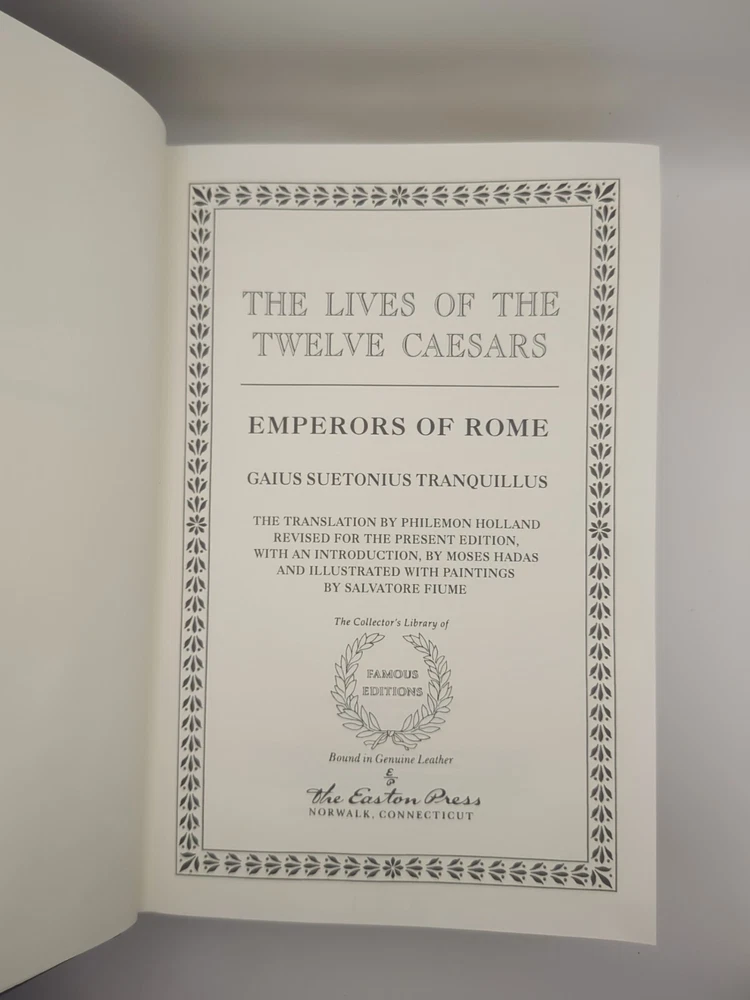 THE LIVES OF THE
TWELVE CAESARS
EMPERORS OF ROME
GAIUS SUETONIUS TRANQUILLUS
THE TRANSLATION BY PHILEMON HOLLAND
REVISED FOR THE PRESENT EDITION,
WITH AN INTRODUCTION, BY MOSES HADAS
AND ILLUSTRATED WITH PAINTINGS
BY SALVATORE FIUME
The Collector's Library of
FAMOUS
EDITIONS
Bound in Genuine Leather
E
P
The Easton Press
NORWALK, CONNECTICUT